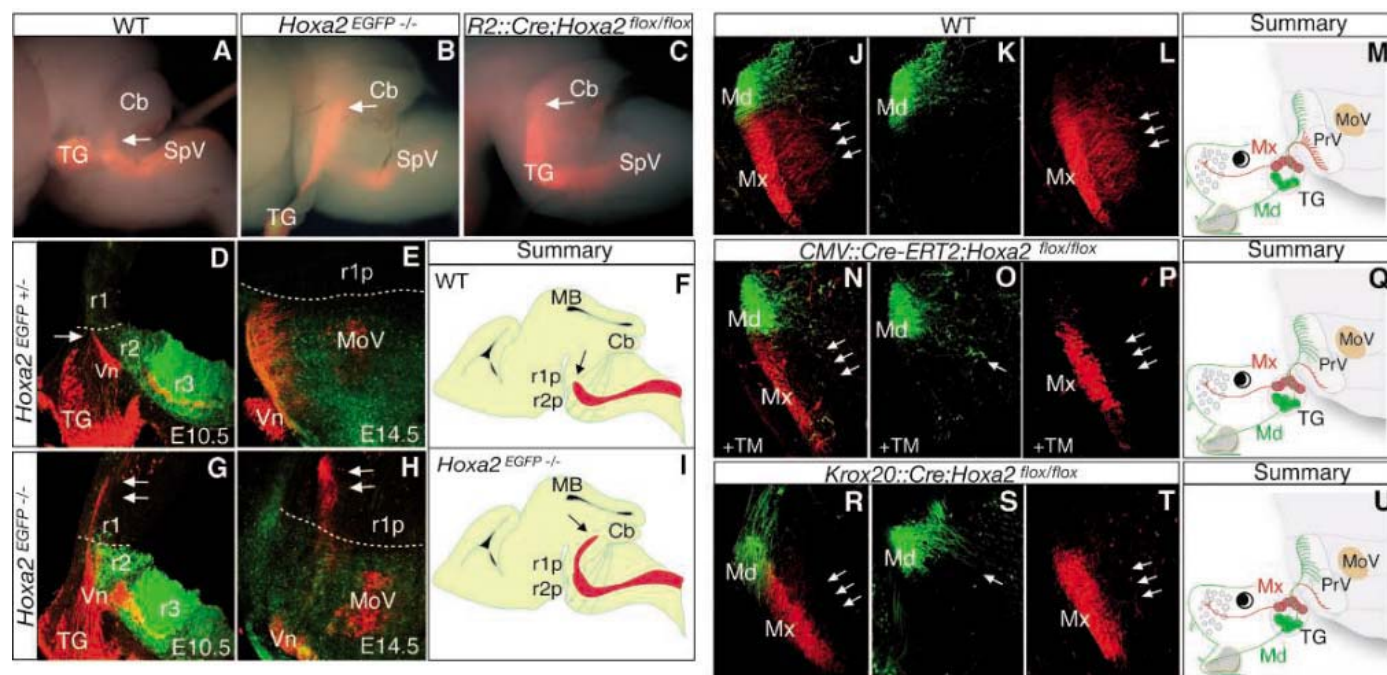 WT
A
Cb
TG
SpV
Hoxa2 EGFP -/-
B
Cb
SpV
TG
R2::Cre;Hoxa2 flox/flox
C
Cb
TG
SpV
Hoxa2 EGFP +/-
D
r1
r2
Vn
r3
TG
E10.5
E
r1p
MoV
Vn
E14.5
Summary
WT
F
MB
Cb
r1p
r2p
Hoxa2 EGFP -/-
G
r1
r2
Vn
r3
TG
E10.5
H
r1p
MoV
Vn
E14.5
Hoxa2 EGFP -/-
I
MB
Cb
r1p
r2p
WT
J
Md
Mx
K
Md
L
Mx
Summary
M
MoV
PrV
Mx
TG
Md
CMV::Cre-ERT2;Hoxa2 flox/flox
N
Md
Mx
+TM
O
Md
+TM
P
Mx
+TM
Summary
Q
MoV
PrV
Mx
TG
Md
Krox20::Cre;Hoxa2 flox/flox
R
Md
Mx
S
Md
T
Mx
Summary
U
MoV
PrV
Mx
TG
Md